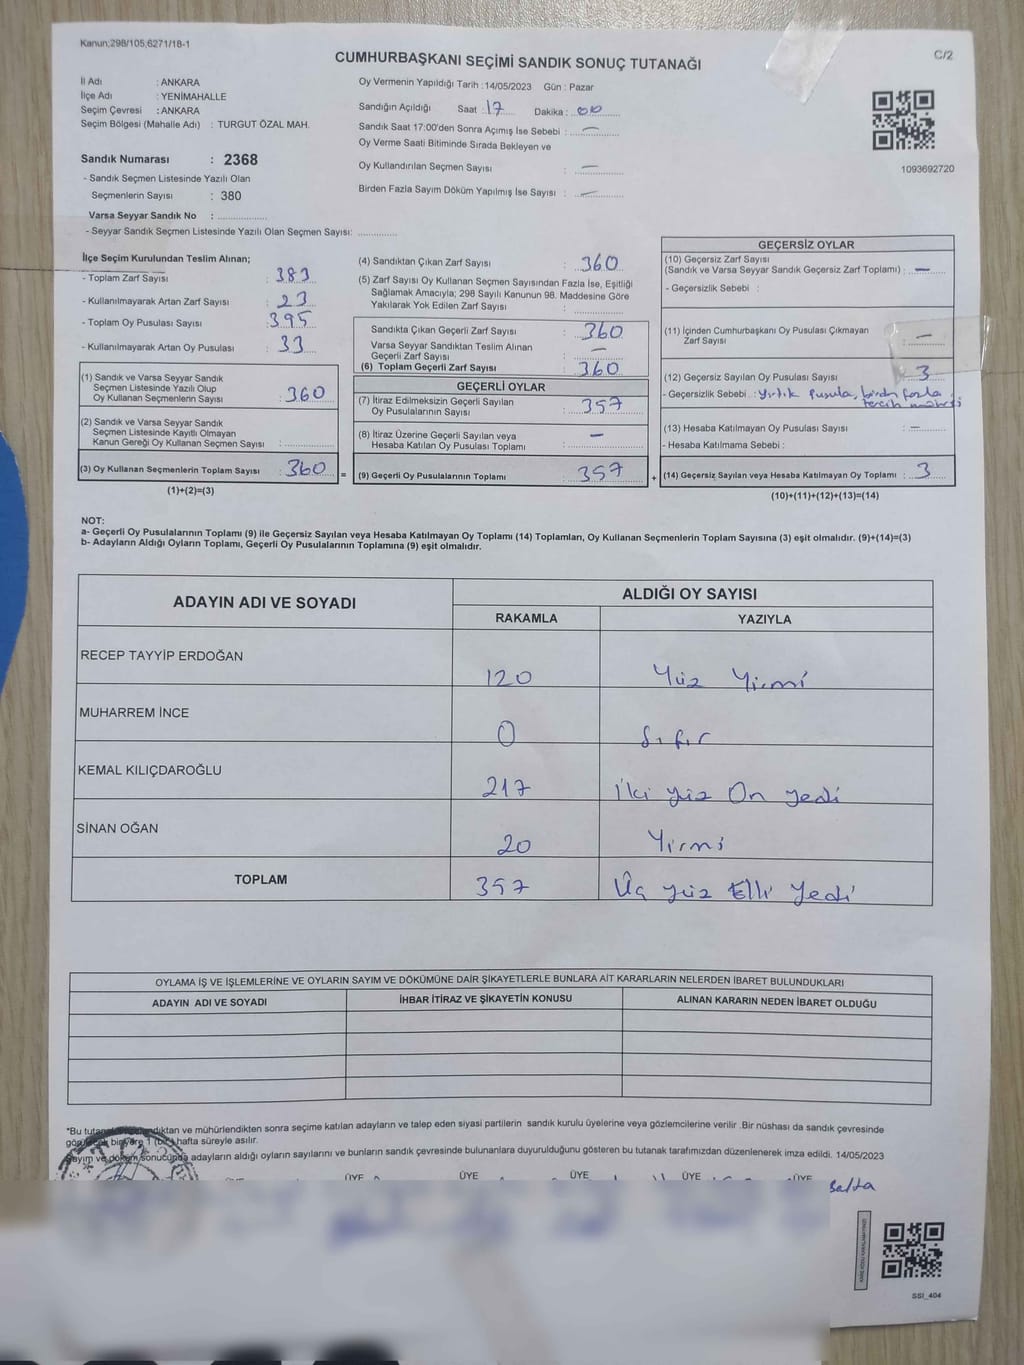 Kanun:298/105,6271/18-1
C/2
CUMHURBAŞKANI SEÇİMİ SANDIK SONUÇ TUTANAĞI
İl Adı : ANKARA
İlçe Adı : YENİMAHALLE
Seçim Çevresi : ANKARA
Seçim Bölgesi (Mahalle Adı) : TURGUT ÖZAL MAH.
Sandık Numarası : 2368
- Sandık Seçmen Listesinde Yazılı Olan
Seçmenlerin Sayısı : 380
Varsa Seyyar Sandık No : ..................
- Seyyar Sandık Seçmen Listesinde Yazılı Olan Seçmen Sayısı: ..............
Oy Vermenin Yapıldığı Tarih : 14/05/2023 Gün : Pazar
Sandığın Açıldığı Saat : 17 Dakika : 00
Sandık Saat 17:00'den Sonra Açımış İse Sebebi : —
Oy Verme Saati Bitiminde Sırada Bekleyen ve
Oy Kullandırılan Seçmen Sayısı : —
Birden Fazla Sayım Döküm Yapılmış İse Sayısı : —
1093692720
İlçe Seçim Kurulundan Teslim Alınan;
- Toplam Zarf Sayısı : 383
- Kullanılmayarak Artan Zarf Sayısı : 23
- Toplam Oy Pusulası Sayısı : 395
- Kullanılmayarak Artan Oy Pusulası : 33
(1) Sandık ve Varsa Seyyar Sandık
Seçmen Listesinde Yazılı Olup
Oy Kullanan Seçmenlerin Sayısı : 360
(2) Sandık ve Varsa Seyyar Sandık
Seçmen Listesinde Kayıtlı Olmayan
Kanun Gereği Oy Kullanan Seçmen Sayısı : ..............
(3) Oy Kullanan Seçmenlerin Toplam Sayısı : 360 =
(1)+(2)=(3)
(4) Sandıktan Çıkan Zarf Sayısı : 360
(5) Zarf Sayısı Oy Kullanan Seçmen Sayısından Fazla İse, Eşitliği
Sağlamak Amacıyla; 298 Sayılı Kanunun 98. Maddesine Göre
Yakılarak Yok Edilen Zarf Sayısı : ..............
Sandıkta Çıkan Geçerli Zarf Sayısı : 360
Varsa Seyyar Sandıktan Teslim Alınan
Geçerli Zarf Sayısı : —
(6) Toplam Geçerli Zarf Sayısı : 360
GEÇERLİ OYLAR
(7) İtiraz Edilmeksizin Geçerli Sayılan
Oy Pusulalarının Sayısı : 357
(8) İtiraz Üzerine Geçerli Sayılan veya
Hesaba Katılan Oy Pusulası Toplamı : —
(9) Geçerli Oy Pusulalarının Toplamı : 357 +
GEÇERSİZ OYLAR
(10) Geçersiz Zarf Sayısı
(Sandık ve Varsa Seyyar Sandık Geçersiz Zarf Toplamı) : —
- Geçersizlik Sebebi :
(11) İçinden Cumhurbaşkanı Oy Pusulası Çıkmayan
Zarf Sayısı : —
(12) Geçersiz Sayılan Oy Pusulası Sayısı : 3
- Geçersizlik Sebebi : Yırtık Pusula, birden fazla
tercih mühresi
(13) Hesaba Katılmayan Oy Pusulası Sayısı : —
- Hesaba Katılmama Sebebi :
(14) Geçersiz Sayılan veya Hesaba Katılmayan Oy Toplamı : 3
(10)+(11)+(12)+(13)=(14)
NOT:
a- Geçerli Oy Pusulalarının Toplamı (9) ile Geçersiz Sayılan veya Hesaba Katılmayan Oy Toplamı (14) Toplamları, Oy Kullanan Seçmenlerin Toplam Sayısına (3) eşit olmalıdır. (9)+(14)=(3)
b- Adayların Aldığı Oyların Toplamı, Geçerli Oy Pusulalarının Toplamına (9) eşit olmalıdır.
ADAYIN ADI VE SOYADI
ALDIĞI OY SAYISI
RAKAMLA YAZIYLA
RECEP TAYYİP ERDOĞAN 120 Yüz Yirmi
MUHARREM İNCE 0 Sıfır
KEMAL KILIÇDAROĞLU 217 İki yüz On yedi
SİNAN OĞAN 20 Yirmi
TOPLAM 357 Üç yüz Elli Yedi
OYLAMA İŞ VE İŞLEMLERİNE VE OYLARIN SAYIM VE DÖKÜMÜNE DAİR ŞİKAYETLERLE BUNLARA AİT KARARLARIN NELERDEN İBARET BULUNDUKLARI
ADAYIN ADI VE SOYADI İHBAR İTİRAZ VE ŞİKAYETİN KONUSU ALINAN KARARIN NEDEN İBARET OLDUĞU
*Bu ve mühürlendikten sonra seçime katılan adayların ve talep eden siyasi partilerin sandık kurulu üyelerine veya gözlemcilerine verilir .Bir nüshası da sandık çevresinde
bir yere 1 (bir) hafta süreyle asılır.
Sayım ve döküm sonucunda adayların aldığı oyların sayılarını ve bunların sandık çevresinde bulunanlara duyurulduğunu gösteren bu tutanak tarafımızdan düzenlenerek imza edildi. 14/05/2023
ÜYE ÜYE ÜYE ÜYE ÜYE
Balta
SSI_404